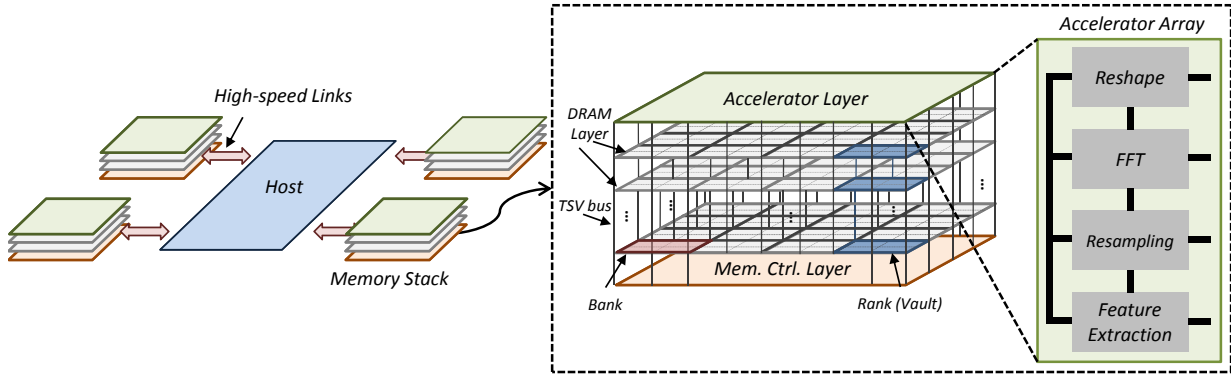 High-speed Links
Host
Memory Stack
Accelerator Layer
DRAM
Layer
TSV bus
Mem. Ctrl. Layer
Bank
Rank (Vault)
Accelerator Array
Reshape
FFT
Resampling
Feature
Extraction